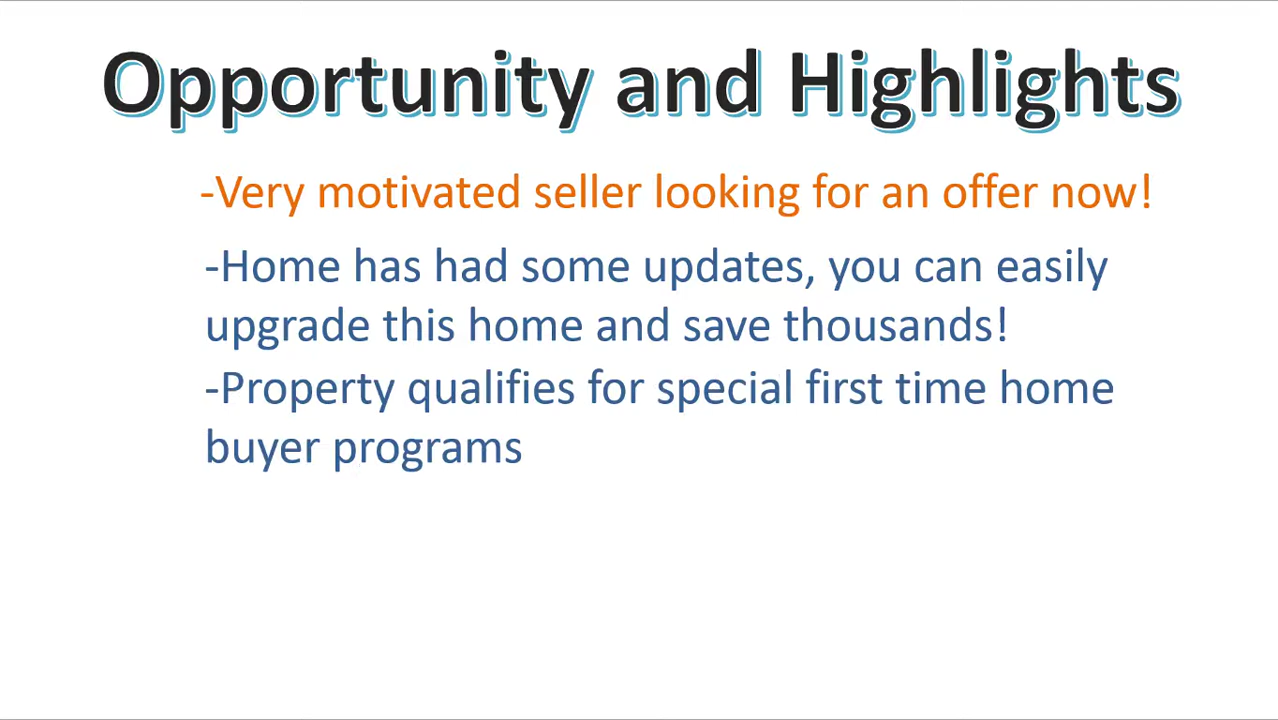 Opportunity and Highlights
-Very motivated seller looking for an offer now!
-Home has had some updates, you can easily
upgrade this home and save thousands!
-Property qualifies for special first time home
buyer programs